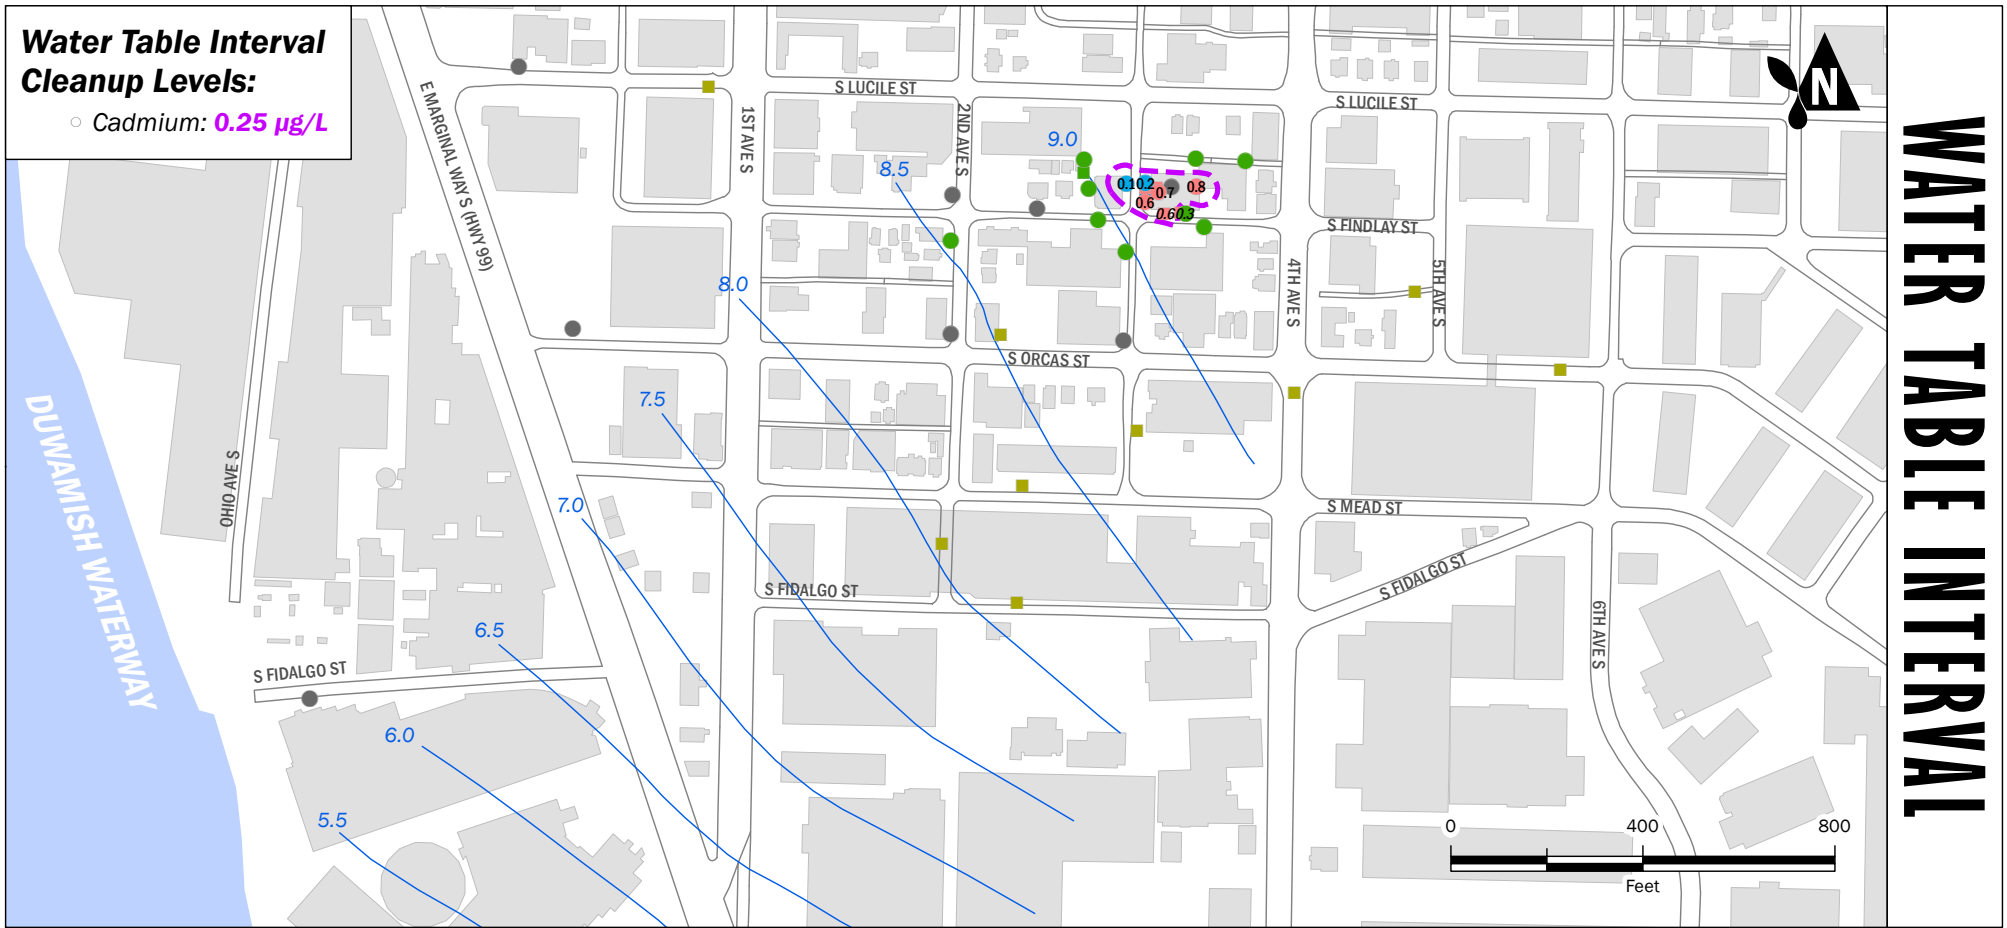 Water Table Interval
Cleanup Levels:
Cadmium: 0.25 µg/L
N
WATER TABLE INTERVAL
S LUCILE ST
S LUCILE ST
E MARGINAL WAY S (HWY 99)
1ST AVE S
2ND AVE S
9.0
8.5
0.1
0.2
0.7
0.8
0.6
0.6
0.3
S FINDLAY ST
4TH AVE S
5TH AVE S
8.0
S ORCAS ST
7.5
DUWAMISH WATERWAY
OHIO AVE S
7.0
S MEAD ST
S FIDALGO ST
S FIDALGO ST
6TH AVE S
6.5
S FIDALGO ST
6.0
5.5
0 400 800
Feet